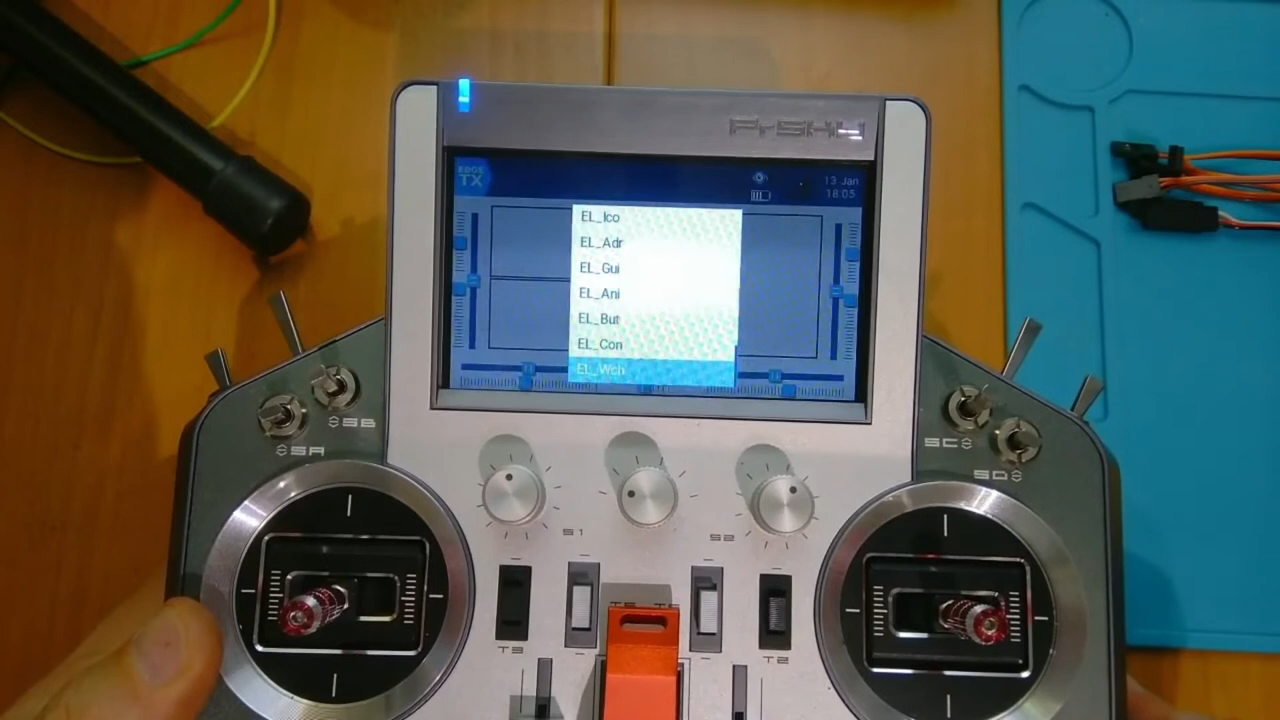 FrSKY
EDGE
TX
13 Jan
18:05
EL_Ico
EL_Adr
EL_Gui
EL_Ani
EL_But
EL_Con
EL_Wch
SB
SA
SC
SD
S1
S2
T3
T2